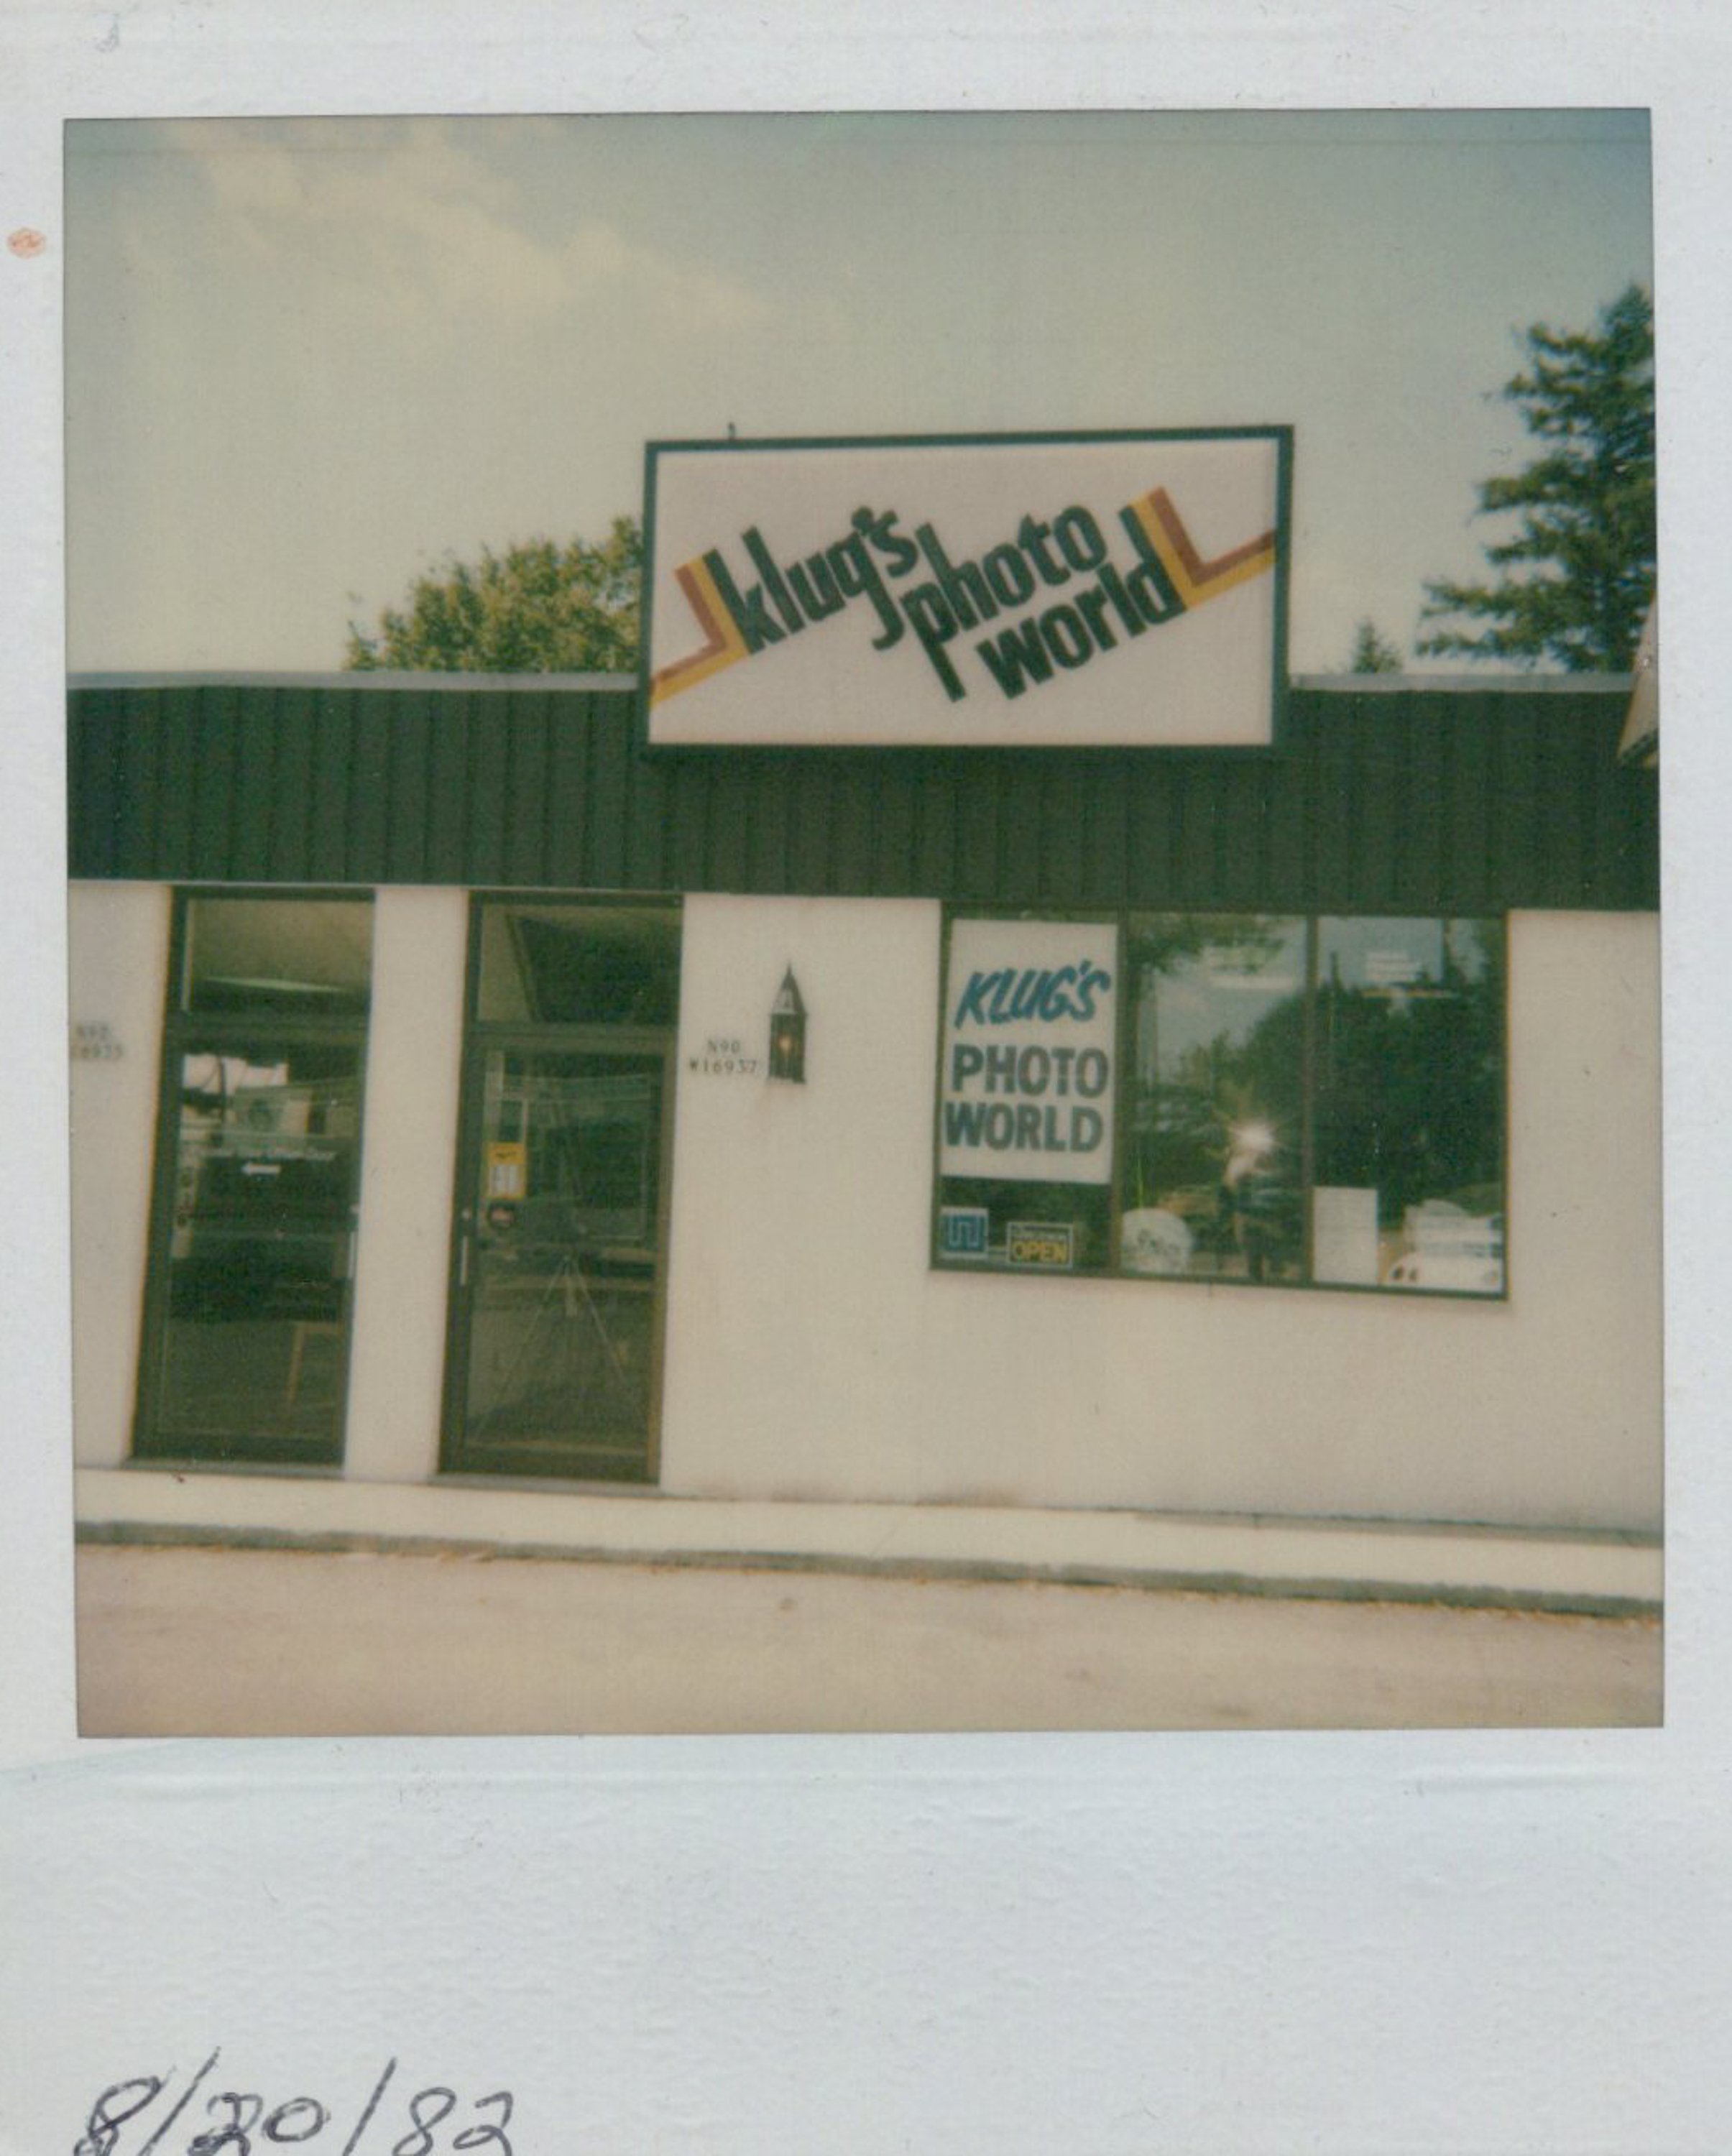 klug's
photo
world
KLUG'S
PHOTO
WORLD
N90
W16937
OPEN
8/20/82